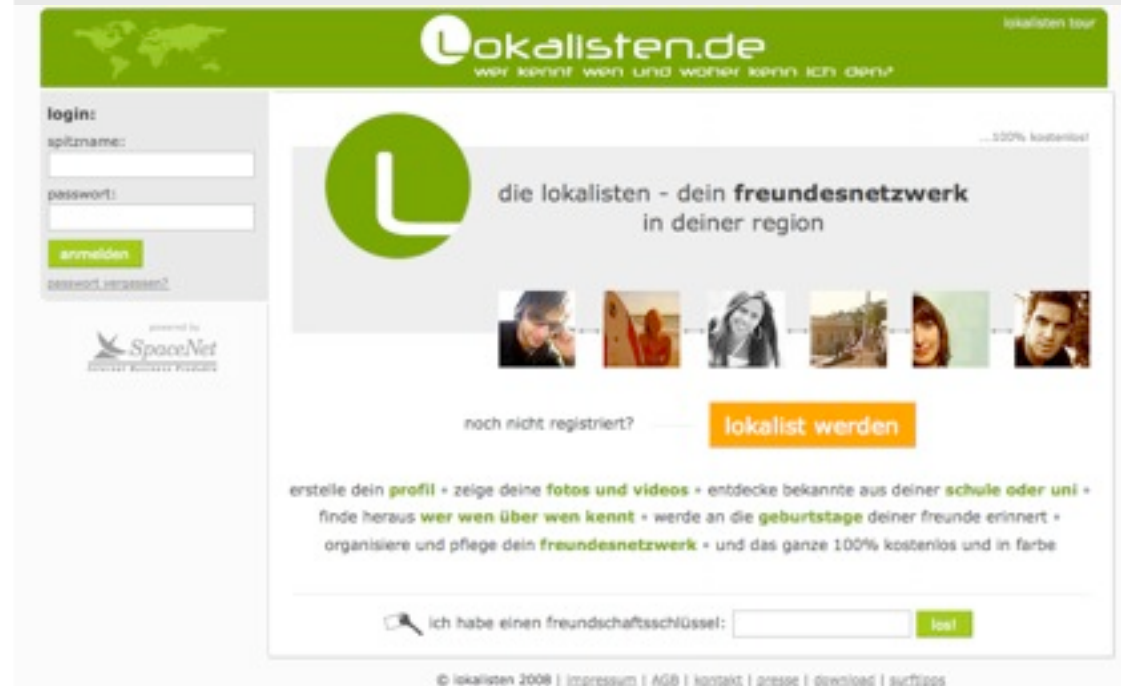 lokalisten tour
Lokalisten.de
wer kennt wen und woher kenn ich den?
login:
spitzname:
passwort:
anmelden
passwort vergessen?
powered by
SpaceNet
Internet Business Produkte
...100% kostenlos!
L
die lokalisten - dein freundesnetzwerk
in deiner region
noch nicht registriert?
lokalist werden
erstelle dein profil • zeige deine fotos und videos • entdecke bekannte aus deiner schule oder uni •
finde heraus wer wen über wen kennt • werde an die geburtstage deiner freunde erinnert •
organisiere und pflege dein freundesnetzwerk • und das ganze 100% kostenlos und in farbe
ich habe einen freundschaftsschlüssel:
los!
© lokalisten 2008 | impressum | AGB | kontakt | presse | download | surftipps